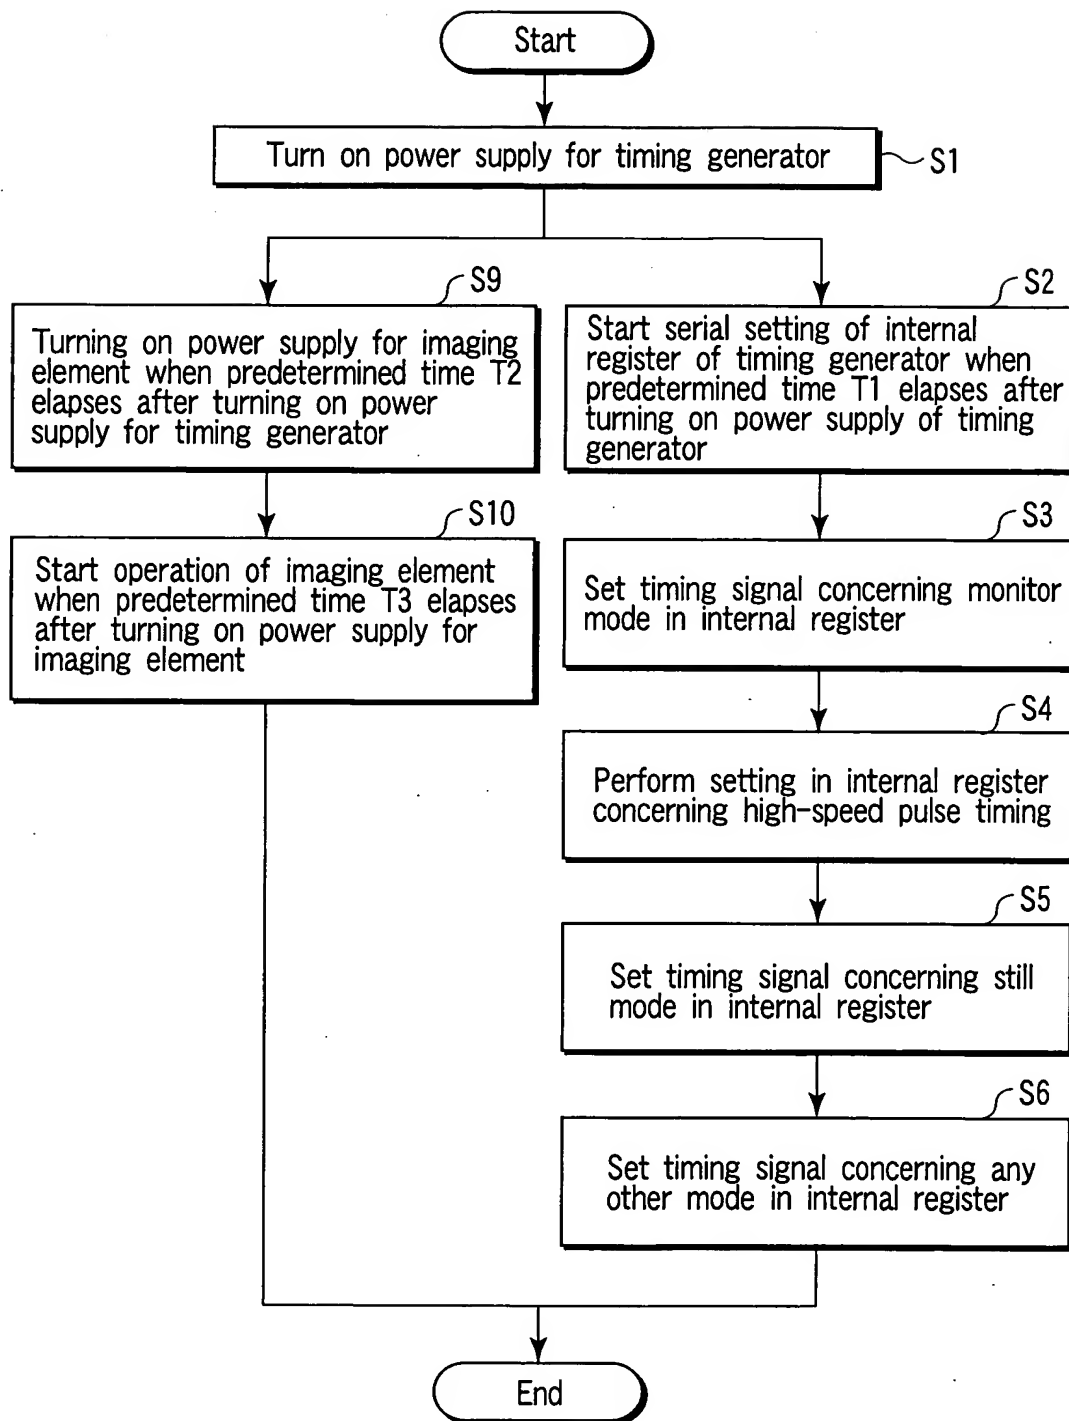 Start
Turn on power supply for timing generator
S1
S9
Turning on power supply for imaging
element when predetermined time T2
elapses after turning on power
supply for timing generator
S2
Start serial setting of internal
register of timing generator when
predetermined time T1 elapses after
turning on power supply of timing
generator
S10
Start operation of imaging element
when predetermined time T3 elapses
after turning on power supply for
imaging element
S3
Set timing signal concerning monitor
mode in internal register
S4
Perform setting in internal register
concerning high-speed pulse timing
S5
Set timing signal concerning still
mode in internal register
S6
Set timing signal concerning any
other mode in internal register
End